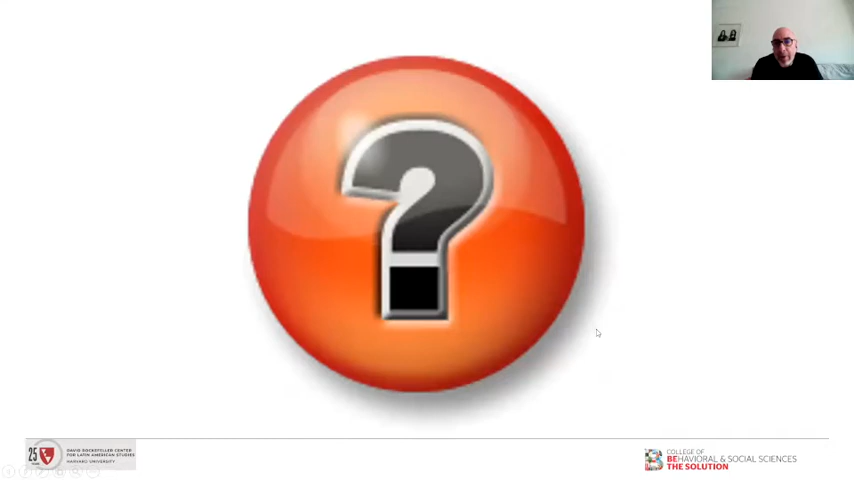 ?
25
DAVID ROCKEFELLER CENTER
FOR LATIN AMERICAN STUDIES
HARVARD UNIVERSITY
COLLEGE OF
BEHAVIORAL & SOCIAL SCIENCES
THE SOLUTION